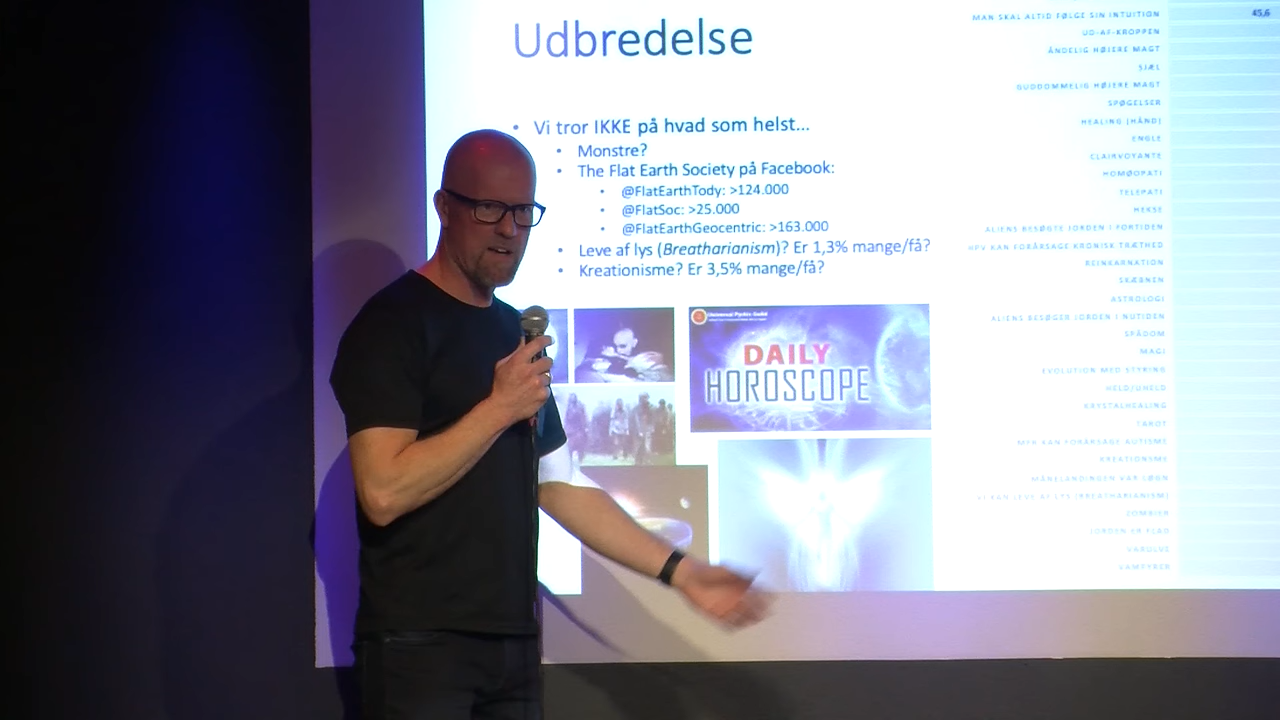 Udbredelse
• Vi tror IKKE på hvad som helst...
• Monstre?
• The Flat Earth Society på Facebook:
• @FlatEarthTody: >124.000
• @FlatSoc: >25.000
• @FlatEarthGeocentric: >163.000
• Leve af lys (Breatharianism)? Er 1,3% mange/få?
• Kreationisme? Er 3,5% mange/få?
DAILY
HOROSCOPE
MAN SKAL ALTID FØLGE SIN INTUITION
45,6
UD-AF-KROPPEN
ÅNDELIG HØJERE MAGT
SJÆL
GUDDOMMELIG HØJERE MAGT
SPØGELSER
HEALING (HÅND)
ENGLE
CLAIRVOYANTE
HOMØOPATI
TELEPATI
HEKSE
ALIENS BESØGTE JORDEN I FORTIDEN
HPV KAN FORÅRSAGE KRONISK TRÆTHED
REINKARNATION
SKÆBNEN
ASTROLOGI
ALIENS BESØGER JORDEN I NUTIDEN
SPÅDOM
MAGI
EVOLUTION MED STYRING
HELD/UHELD
KRYSTALHEALING
TAROT
MFR KAN FORÅRSAGE AUTISME
KREATIONISME
MÅNELANDINGEN VAR LØGN
VI KAN LEVE AF LYS (BREATHARIANISM)
ZOMBIER
JORDEN ER FLAD
VARULVE
VAMPYRER